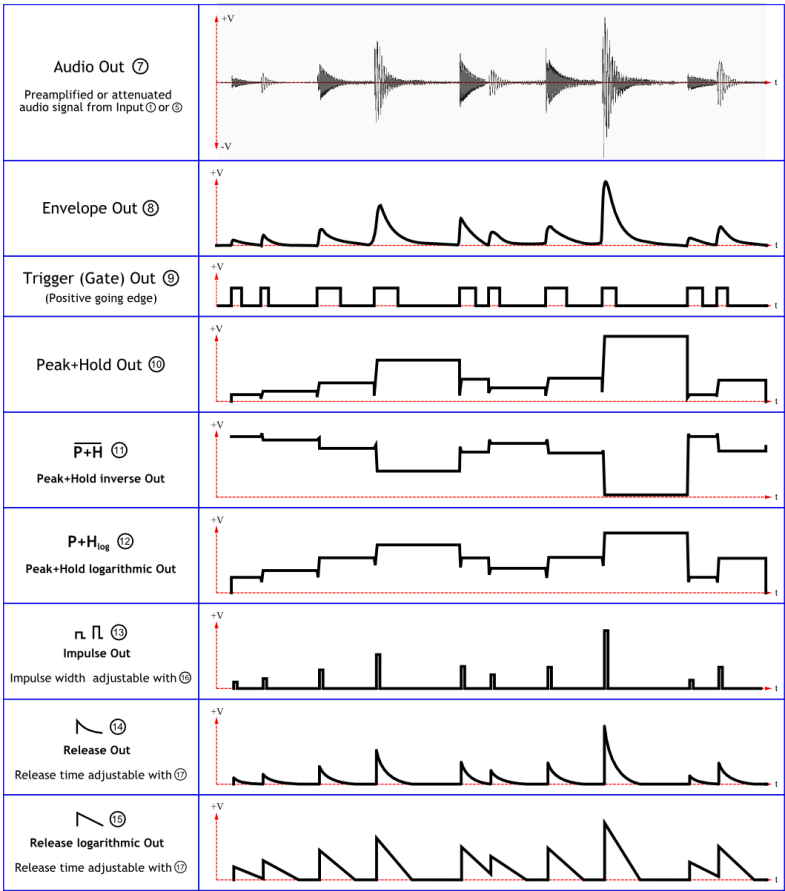 Audio Out ⑦
Preamplified or attenuated
audio signal from Input ① or ⑤
+V
t
-V
Envelope Out ⑧
+V
t
Trigger (Gate) Out ⑨
(Positive going edge)
+V
t
Peak+Hold Out ⑩
+V
t
P̅+̅H̅ ⑪
Peak+Hold inverse Out
+V
t
P+Hlog ⑫
Peak+Hold logarithmic Out
+V
t
⑬
Impulse Out
Impulse width adjustable with ⑯
+V
t
⑭
Release Out
Release time adjustable with ⑰
+V
t
⑮
Release logarithmic Out
Release time adjustable with ⑰
+V
t